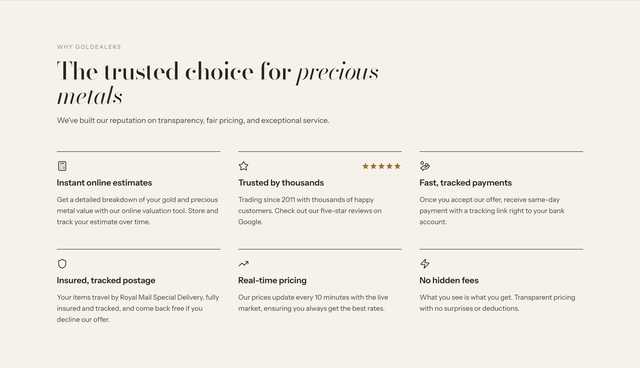 WHY GOLDEALERS
The trusted choice for precious
metals
We've built our reputation on transparency, fair pricing, and exceptional service.
Instant online estimates
Get a detailed breakdown of your gold and precious
metal value with our online valuation tool. Store and
track your estimate over time.
Trusted by thousands
Trading since 2011 with thousands of happy
customers. Check out our five-star reviews on
Google.
Fast, tracked payments
Once you accept our offer, receive same-day
payment with a tracking link right to your bank
account.
Insured, tracked postage
Your items travel by Royal Mail Special Delivery, fully
insured and tracked, and come back free if you
decline our offer.
Real-time pricing
Our prices update every 10 minutes with the live
market, ensuring you always get the best rates.
No hidden fees
What you see is what you get. Transparent pricing
with no surprises or deductions.